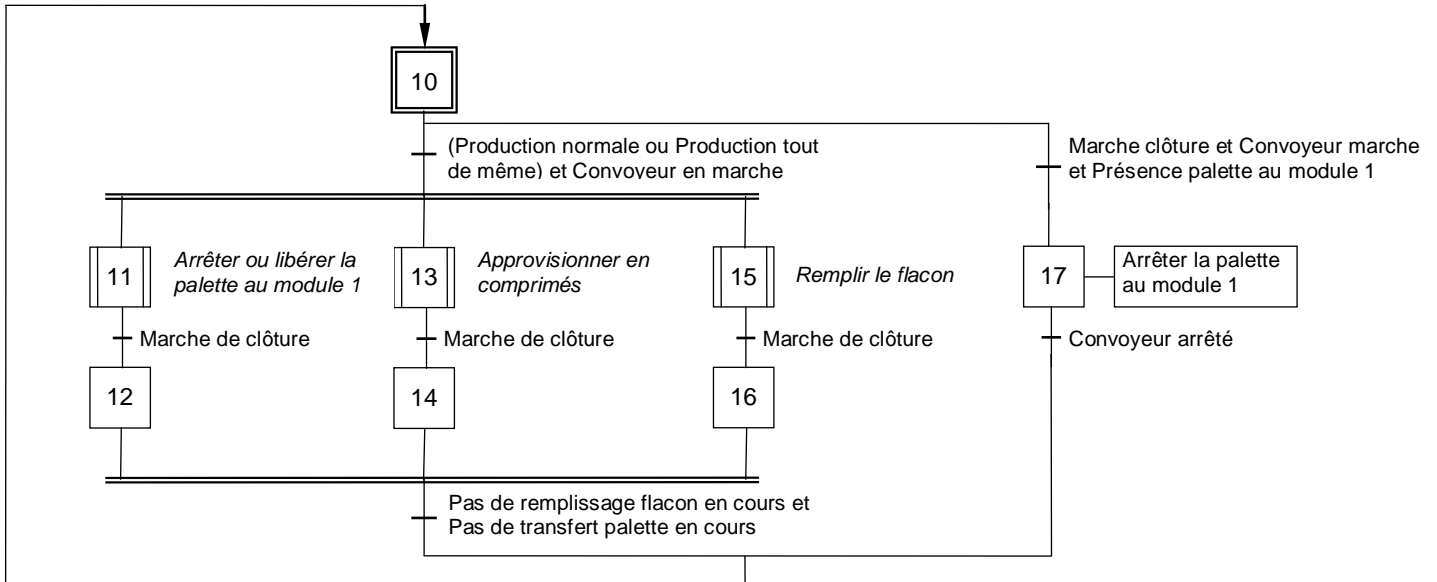 10
(Production normale ou Production tout
de même) et Convoyeur en marche
Marche clôture et Convoyeur marche
et Présence palette au module 1
11
Arrêter ou libérer la
palette au module 1
13
Approvisionner en
comprimés
15
Remplir le flacon
17
Arrêter la palette
au module 1
Marche de clôture
Marche de clôture
Marche de clôture
Convoyeur arrêté
12
14
16
Pas de remplissage flacon en cours et
Pas de transfert palette en cours